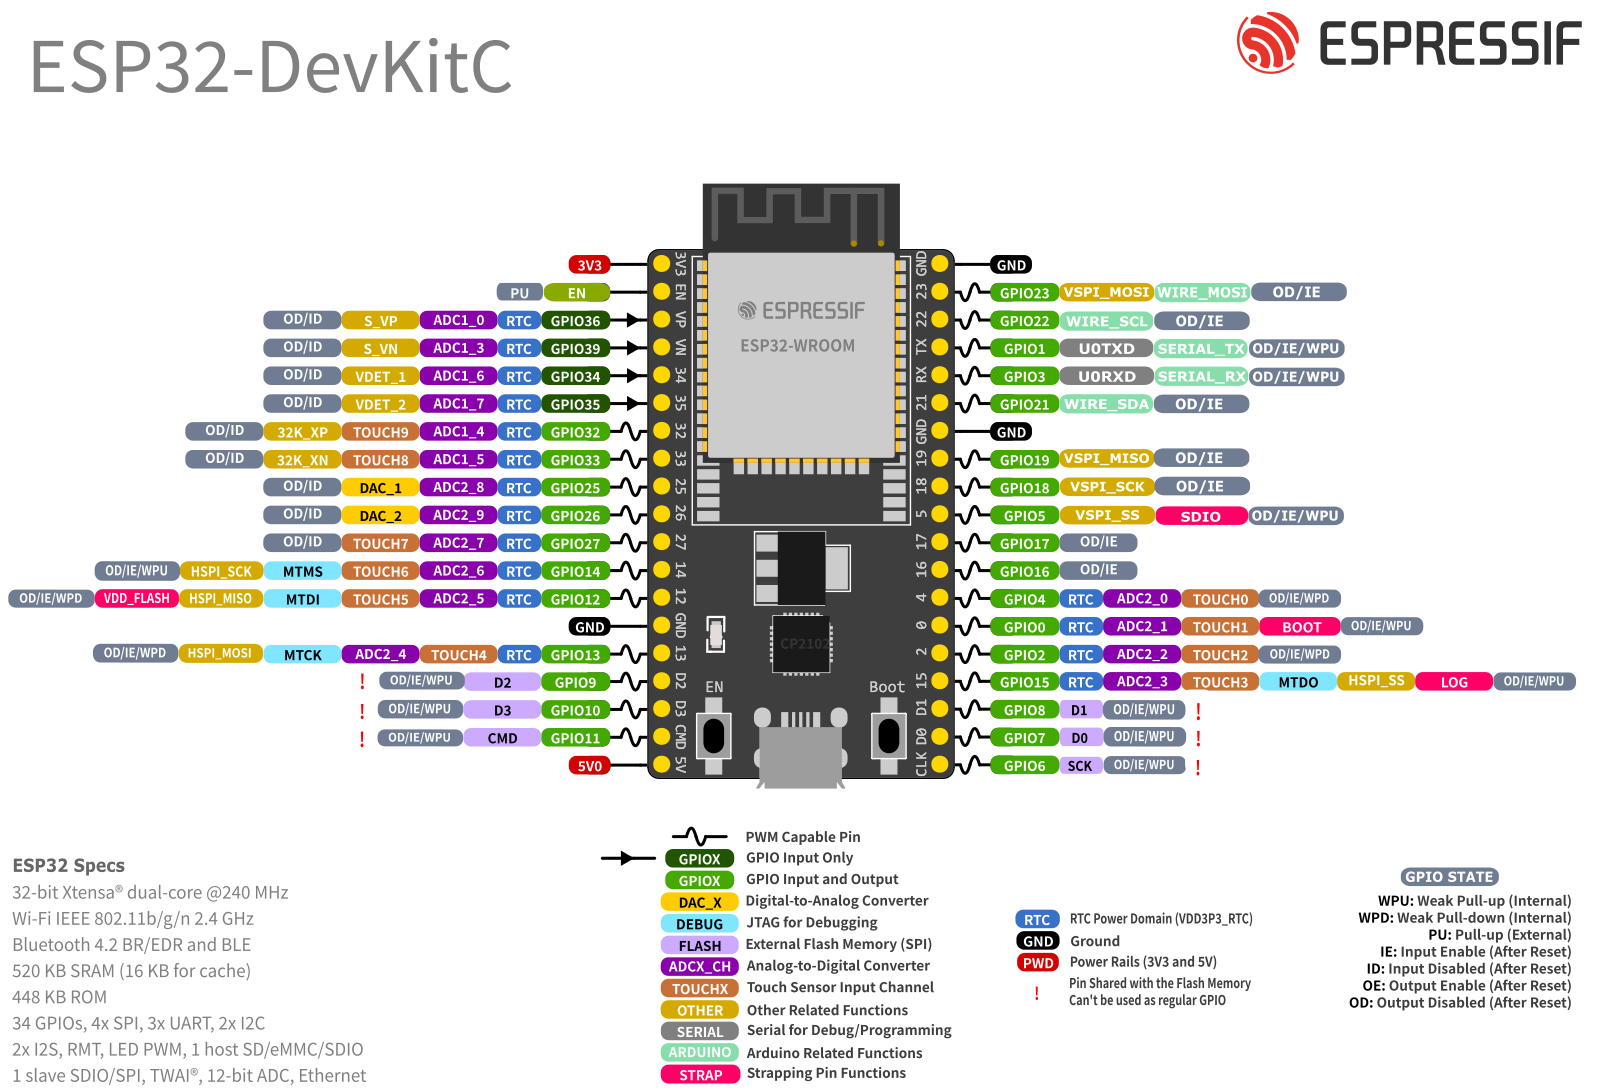 ESP32-DevKitC
ESPRESSIF
3V3 3V3 GND GND
PU EN EN 23 GPIO23 VSPI_MOSI WIRE_MOSI OD/IE
OD/ID S_VP ADC1_0 RTC GPIO36 VP 22 GPIO22 WIRE_SCL OD/IE
ESPRESSIF
OD/ID S_VN ADC1_3 RTC GPIO39 VN TX GPIO1 U0TXD SERIAL_TX OD/IE/WPU
ESP32-WROOM
OD/ID VDET_1 ADC1_6 RTC GPIO34 34 RX GPIO3 U0RXD SERIAL_RX OD/IE/WPU
OD/ID VDET_2 ADC1_7 RTC GPIO35 35 21 GPIO21 WIRE_SDA OD/IE
OD/ID 32K_XP TOUCH9 ADC1_4 RTC GPIO32 32 GND GND
OD/ID 32K_XN TOUCH8 ADC1_5 RTC GPIO33 33 19 GPIO19 VSPI_MISO OD/IE
OD/ID DAC_1 ADC2_8 RTC GPIO25 25 18 GPIO18 VSPI_SCK OD/IE
OD/ID DAC_2 ADC2_9 RTC GPIO26 26 5 GPIO5 VSPI_SS SDIO OD/IE/WPU
OD/ID TOUCH7 ADC2_7 RTC GPIO27 27 17 GPIO17 OD/IE
OD/IE/WPU HSPI_SCK MTMS TOUCH6 ADC2_6 RTC GPIO14 14 16 GPIO16 OD/IE
OD/IE/WPD VDD_FLASH HSPI_MISO MTDI TOUCH5 ADC2_5 RTC GPIO12 12 4 GPIO4 RTC ADC2_0 TOUCH0 OD/IE/WPD
GND GND 0 GPIO0 RTC ADC2_1 TOUCH1 BOOT OD/IE/WPU
CP2102
OD/IE/WPD HSPI_MOSI MTCK ADC2_4 TOUCH4 RTC GPIO13 13 2 GPIO2 RTC ADC2_2 TOUCH2 OD/IE/WPD
! OD/IE/WPU D2 GPIO9 D2 EN Boot 15 GPIO15 RTC ADC2_3 TOUCH3 MTDO HSPI_SS LOG OD/IE/WPU
! OD/IE/WPU D3 GPIO10 D3 D1 GPIO8 D1 OD/IE/WPU !
! OD/IE/WPU CMD GPIO11 CMD D0 GPIO7 D0 OD/IE/WPU !
5V0 5V CLK GPIO6 SCK OD/IE/WPU !
ESP32 Specs
32-bit Xtensa® dual-core @240 MHz
Wi-Fi IEEE 802.11b/g/n 2.4 GHz
Bluetooth 4.2 BR/EDR and BLE
520 KB SRAM (16 KB for cache)
448 KB ROM
34 GPIOs, 4x SPI, 3x UART, 2x I2C
2x I2S, RMT, LED PWM, 1 host SD/eMMC/SDIO
1 slave SDIO/SPI, TWAI®, 12-bit ADC, Ethernet
PWM Capable Pin
GPIOX GPIO Input Only
GPIOX GPIO Input and Output
DAC_X Digital-to-Analog Converter
DEBUG JTAG for Debugging
FLASH External Flash Memory (SPI)
ADCX_CH Analog-to-Digital Converter
TOUCHX Touch Sensor Input Channel
OTHER Other Related Functions
SERIAL Serial for Debug/Programming
ARDUINO Arduino Related Functions
STRAP Strapping Pin Functions
RTC RTC Power Domain (VDD3P3_RTC)
GND Ground
PWD Power Rails (3V3 and 5V)
! Pin Shared with the Flash Memory
Can't be used as regular GPIO
GPIO STATE
WPU: Weak Pull-up (Internal)
WPD: Weak Pull-down (Internal)
PU: Pull-up (External)
IE: Input Enable (After Reset)
ID: Input Disabled (After Reset)
OE: Output Enable (After Reset)
OD: Output Disabled (After Reset)